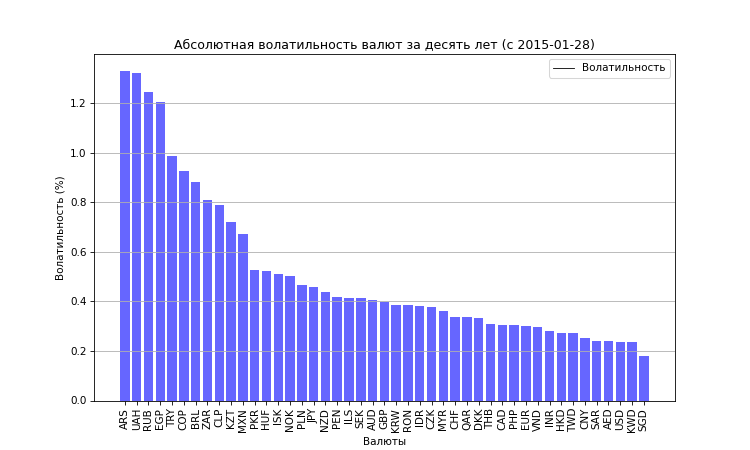 Абсолютная волатильность валют за десять лет (с 2015-01-28)
Волатильность
Волатильность (%)
1.2
1.0
0.8
0.6
0.4
0.2
0.0
ARS UAH RUB EGP TRY COP BRL ZAR CLP KZT MXN PKR HUF ISK NOK PLN JPY NZD PEN ILS SEK AUD GBP KRW RON IDR CZK MYR CHF QAR DKK THB CAD PHP EUR VND INR HKD TWD CNY SAR AED USD KWD SGD
Валюты